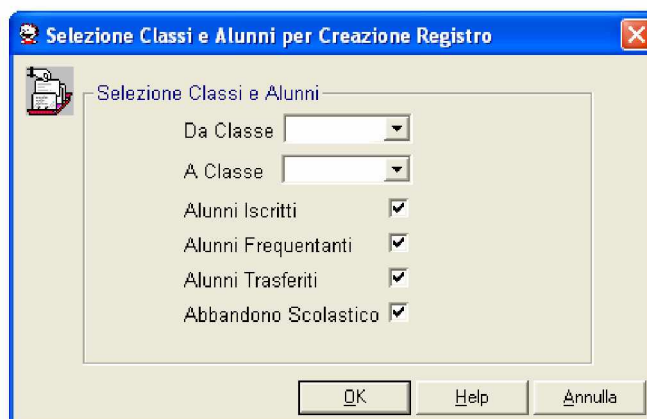 Selezione Classi e Alunni per Creazione Registro
Selezione Classi e Alunni
Da Classe
A Classe
Alunni Iscritti
Alunni Frequentanti
Alunni Trasferiti
Abbandono Scolastico
OK Help Annulla